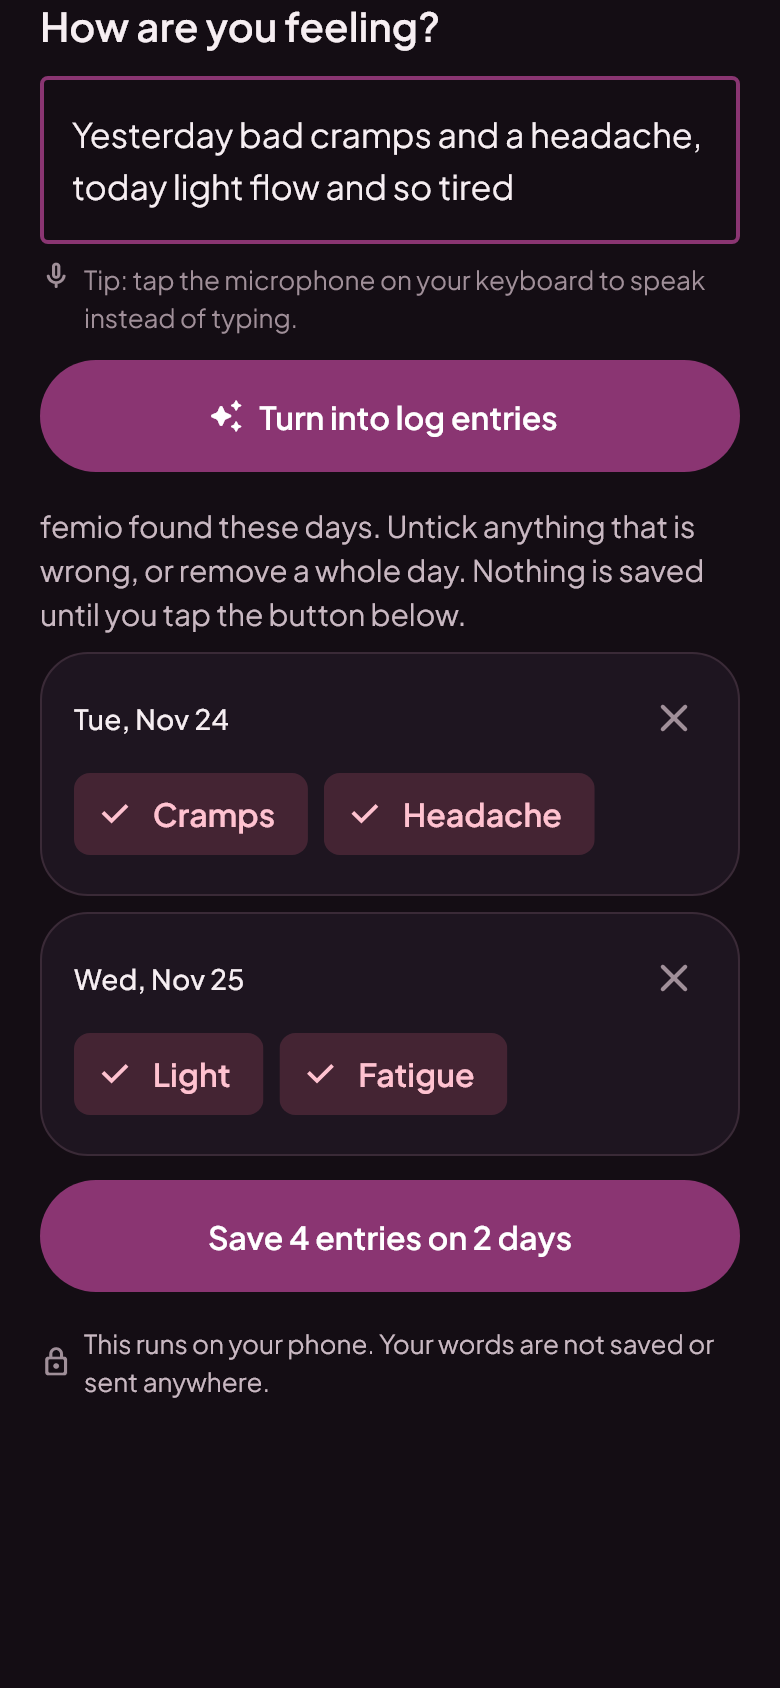 How are you feeling?
Yesterday bad cramps and a headache,
today light flow and so tired
Tip: tap the microphone on your keyboard to speak
instead of typing.
Turn into log entries
femio found these days. Untick anything that is
wrong, or remove a whole day. Nothing is saved
until you tap the button below.
Tue, Nov 24
Cramps Headache
Wed, Nov 25
Light Fatigue
Save 4 entries on 2 days
This runs on your phone. Your words are not saved or
sent anywhere.